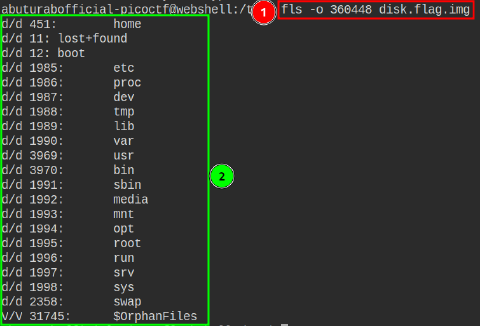 abuturabofficial-picoctf@webshell:/t 1 fls -o 360448 disk.flag.img
d/d 451: home
d/d 11: lost+found
d/d 12: boot
d/d 1985: etc
d/d 1986: proc
d/d 1987: dev
d/d 1988: tmp
d/d 1989: lib
d/d 1990: var
d/d 3969: usr
d/d 3970: bin
2
d/d 1991: sbin
d/d 1992: media
d/d 1993: mnt
d/d 1994: opt
d/d 1995: root
d/d 1996: run
d/d 1997: srv
d/d 1998: sys
d/d 2358: swap
V/V 31745: $OrphanFiles